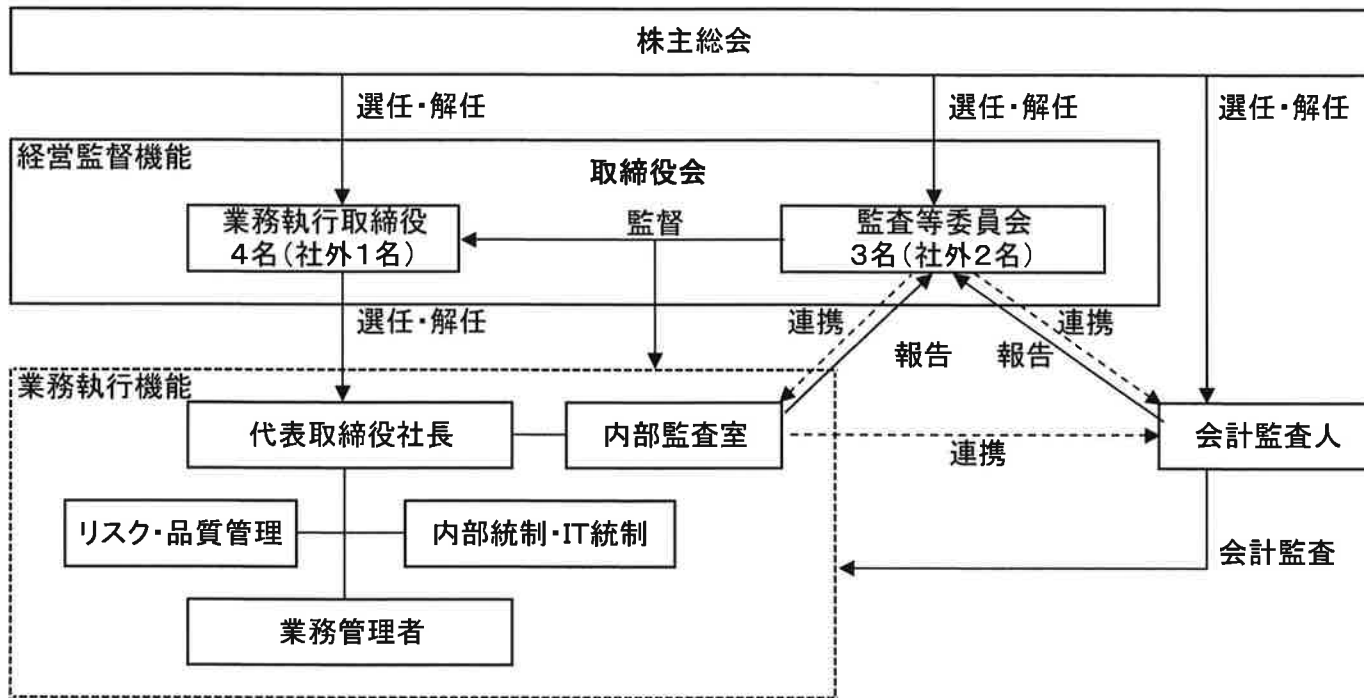 株主総会
選任・解任
選任・解任
選任・解任
経営監督機能
取締役会
業務執行取締役
4名(社外1名)
監督
監査等委員会
3名(社外2名)
選任・解任
連携
報告
報告
連携
業務執行機能
代表取締役社長
内部監査室
連携
会計監査人
リスク・品質管理
内部統制・IT統制
会計監査
業務管理者